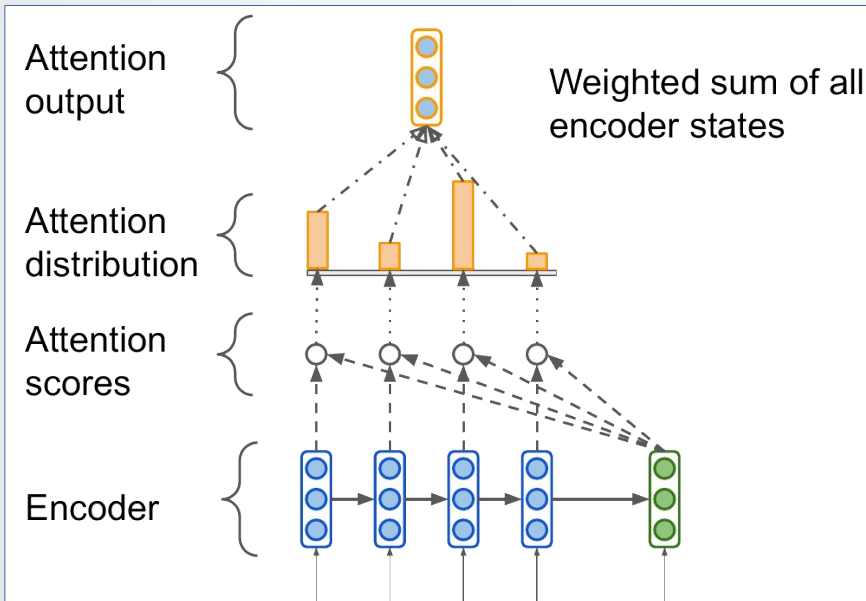 Attention
output
Weighted sum of all
encoder states
Attention
distribution
Attention
scores
Encoder